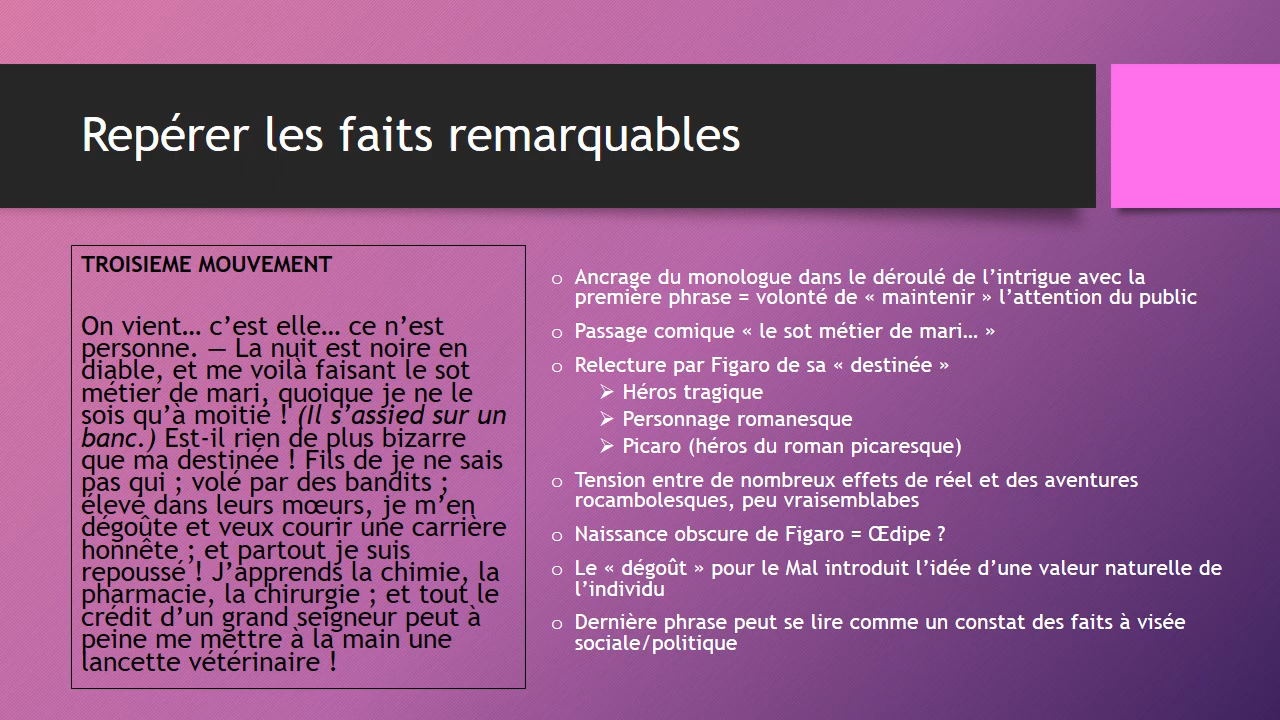 Repérer les faits remarquables
TROISIEME MOUVEMENT
On vient… c’est elle… ce n’est
personne. — La nuit est noire en
diable, et me voilà faisant le sot
métier de mari, quoique je ne le
sois qu’à moitié ! (Il s’assied sur un
banc.) Est-il rien de plus bizarre
que ma destinée ! Fils de je ne sais
pas qui ; volé par des bandits ;
élevé dans leurs mœurs, je m’en
dégoûte et veux courir une carrière
honnête ; et partout je suis
repoussé ! J’apprends la chimie, la
pharmacie, la chirurgie ; et tout le
crédit d’un grand seigneur peut à
peine me mettre à la main une
lancette vétérinaire !
o Ancrage du monologue dans le déroulé de l’intrigue avec la
première phrase = volonté de « maintenir » l’attention du public
o Passage comique « le sot métier de mari… »
o Relecture par Figaro de sa « destinée »
➢ Héros tragique
➢ Personnage romanesque
➢ Picaro (héros du roman picaresque)
o Tension entre de nombreux effets de réel et des aventures
rocambolesques, peu vraisemblabes
o Naissance obscure de Figaro = Œdipe ?
o Le « dégoût » pour le Mal introduit l’idée d’une valeur naturelle de
l’individu
o Dernière phrase peut se lire comme un constat des faits à visée
sociale/politique